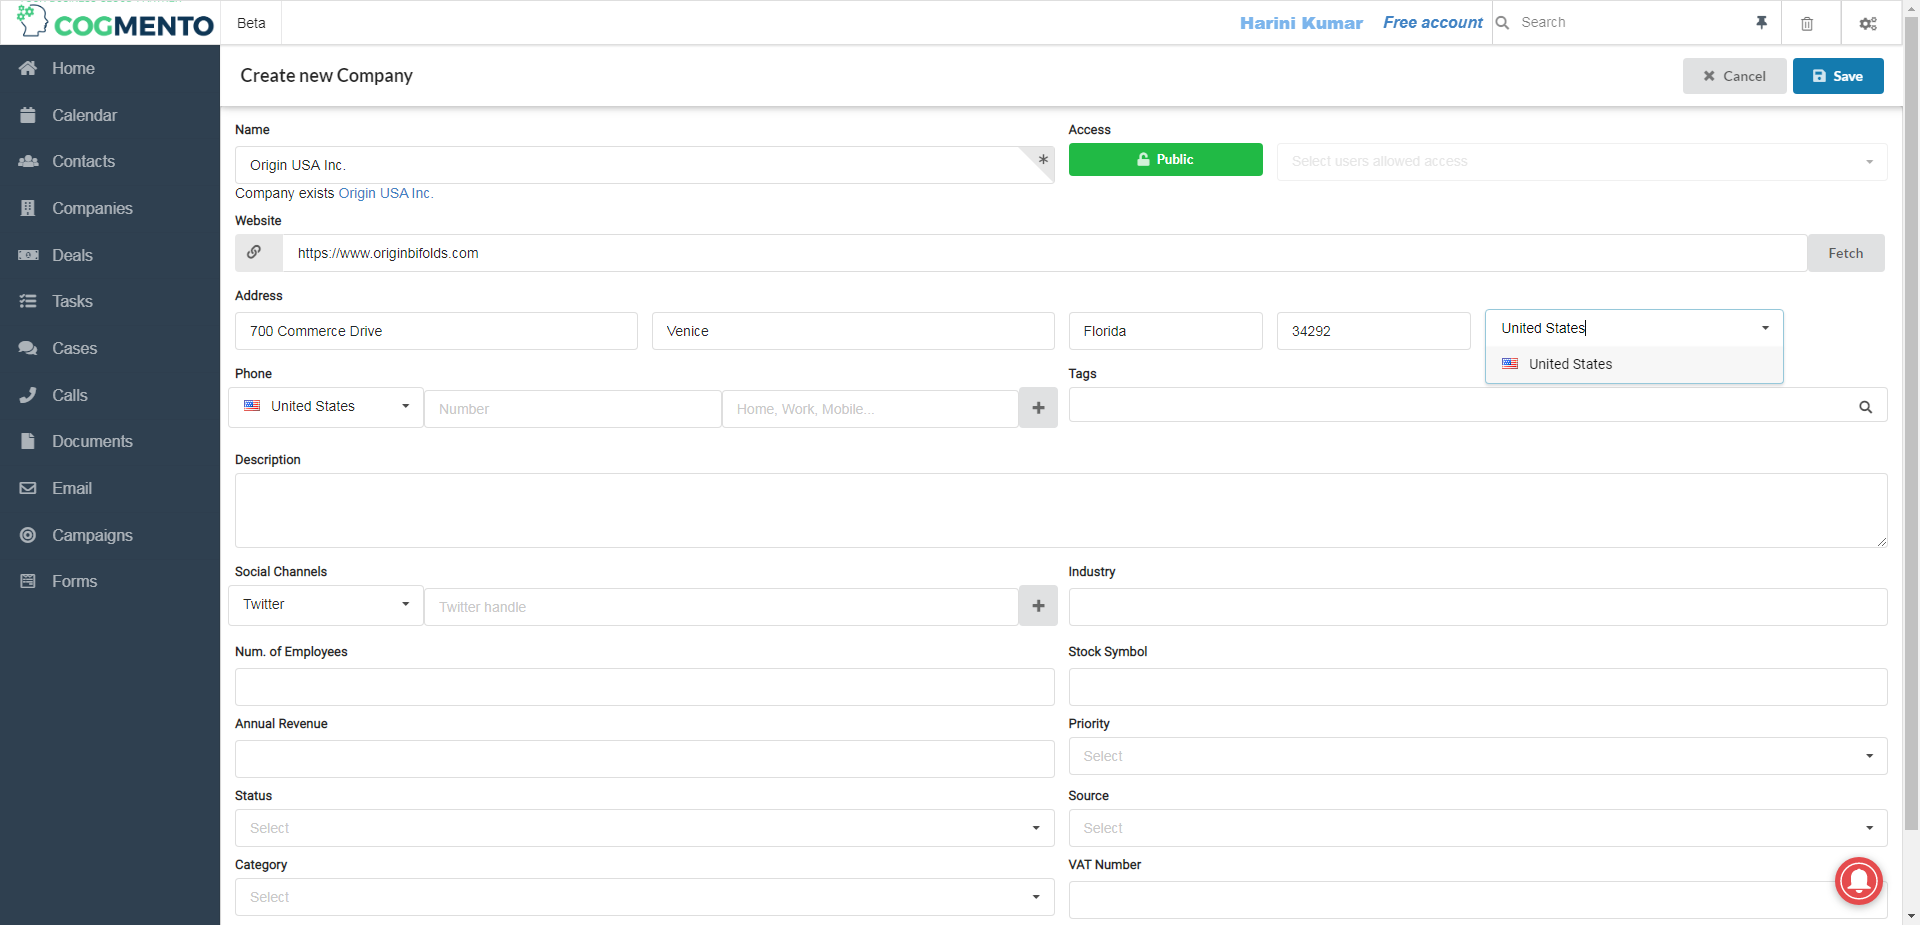 COGMENTO
Beta
Harini Kumar
Free account
Search
Home
Calendar
Contacts
Companies
Deals
Tasks
Cases
Calls
Documents
Email
Campaigns
Forms
Create new Company
Cancel
Save
Name
Origin USA Inc.
*
Company exists Origin USA Inc.
Access
Public
Select users allowed access
Website
https://www.originbifolds.com
Fetch
Address
700 Commerce Drive
Venice
Florida
34292
United States
United States
Phone
United States
Number
Home, Work, Mobile...
Tags
Description
Social Channels
Twitter
Twitter handle
Industry
Num. of Employees
Stock Symbol
Annual Revenue
Priority
Select
Status
Select
Source
Select
Category
Select
VAT Number